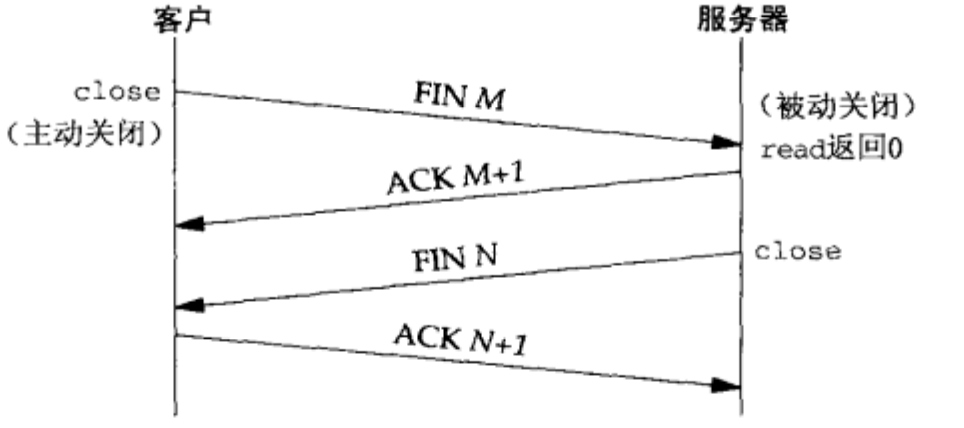 客户
服务器
close
（主动关闭）
FIN M
（被动关闭）
read返回0
ACK M+1
FIN N
close
ACK N+1